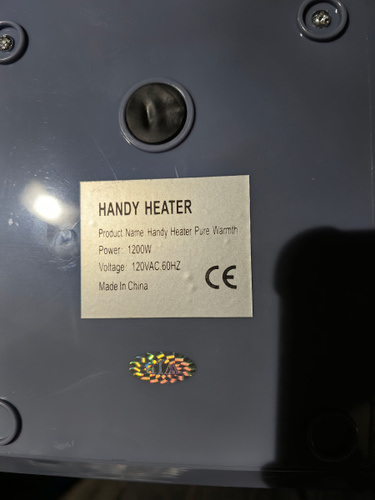 HANDY HEATER
Product Name Handy Heater Pure Warmth
Power: 1200W
Voltage: 120VAC.60HZ
Made In China
CE